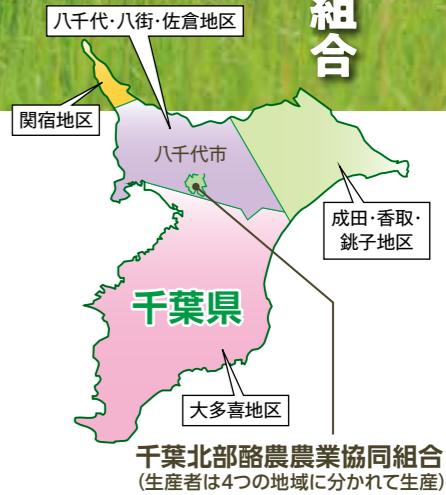 組合
八千代・八街・佐倉地区
関宿地区
八千代市
成田・香取・
銚子地区
千葉県
大多喜地区
千葉北部酪農農業協同組合
(生産者は4つの地域に分かれて生産)